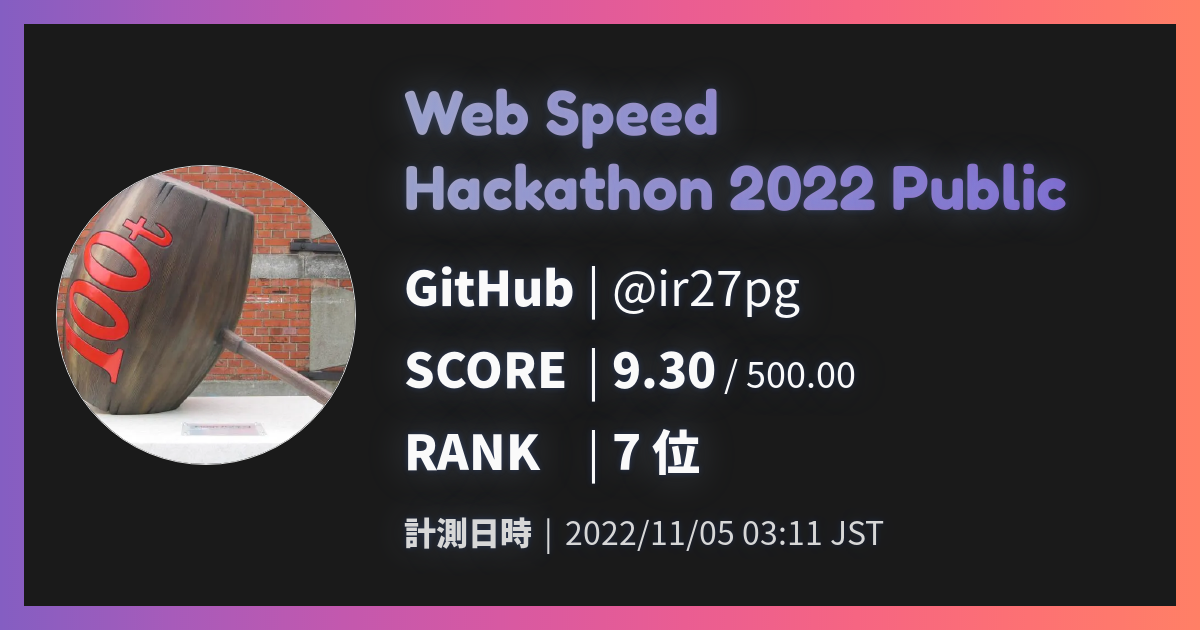 Web Speed
Hackathon 2022 Public
GitHub | @ir27pg
SCORE | 9.30 / 500.00
RANK | 7 位
計測日時 | 2022/11/05 03:11 JST
100t